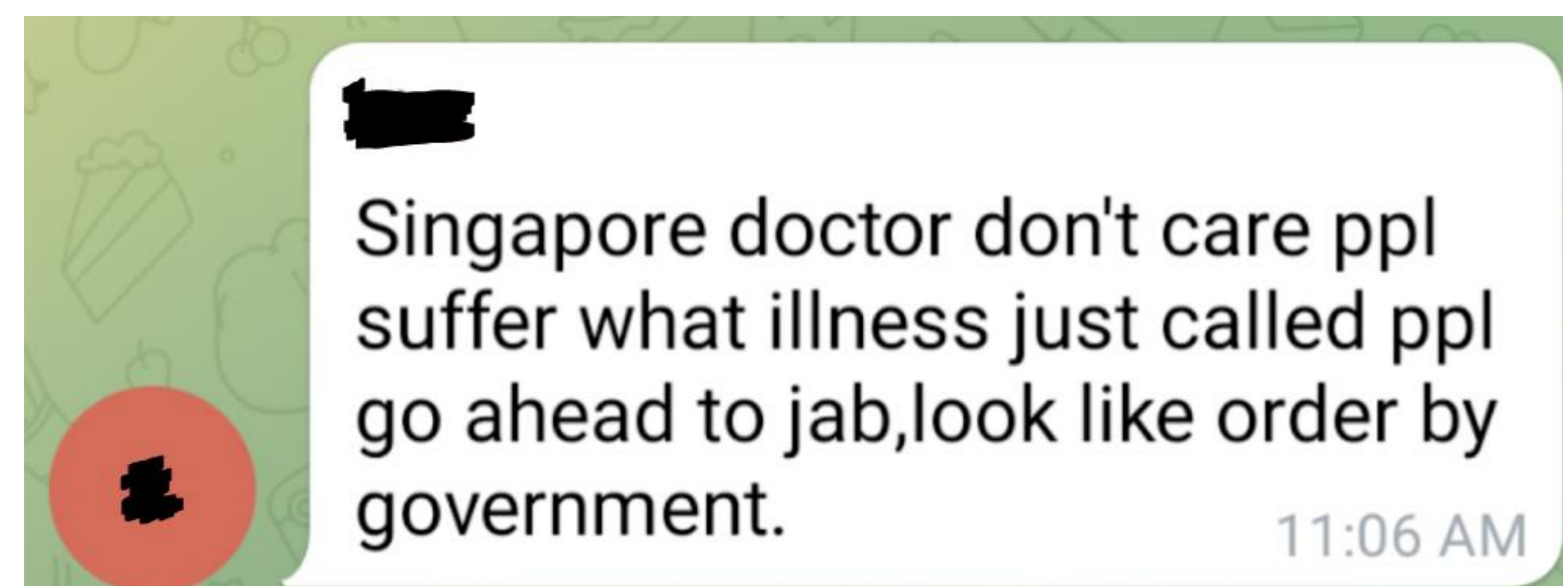 Singapore doctor don't care ppl
suffer what illness just called ppl
go ahead to jab,look like order by
government.
11:06 AM